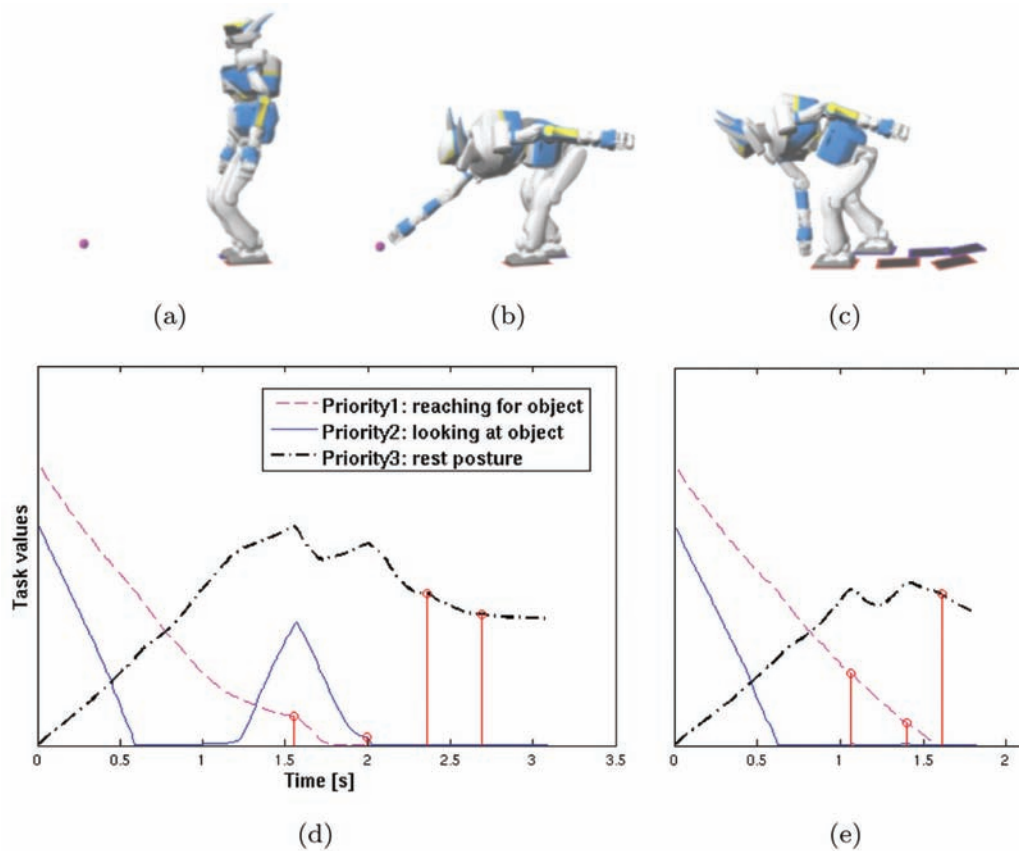 (a)
(b)
(c)
Priority1: reaching for object
Priority2: looking at object
Priority3: rest posture
Task values
0
0.5
1
1.5
2
2.5
3
3.5
Time [s]
0
0.5
1
1.5
2
(d)
(e)